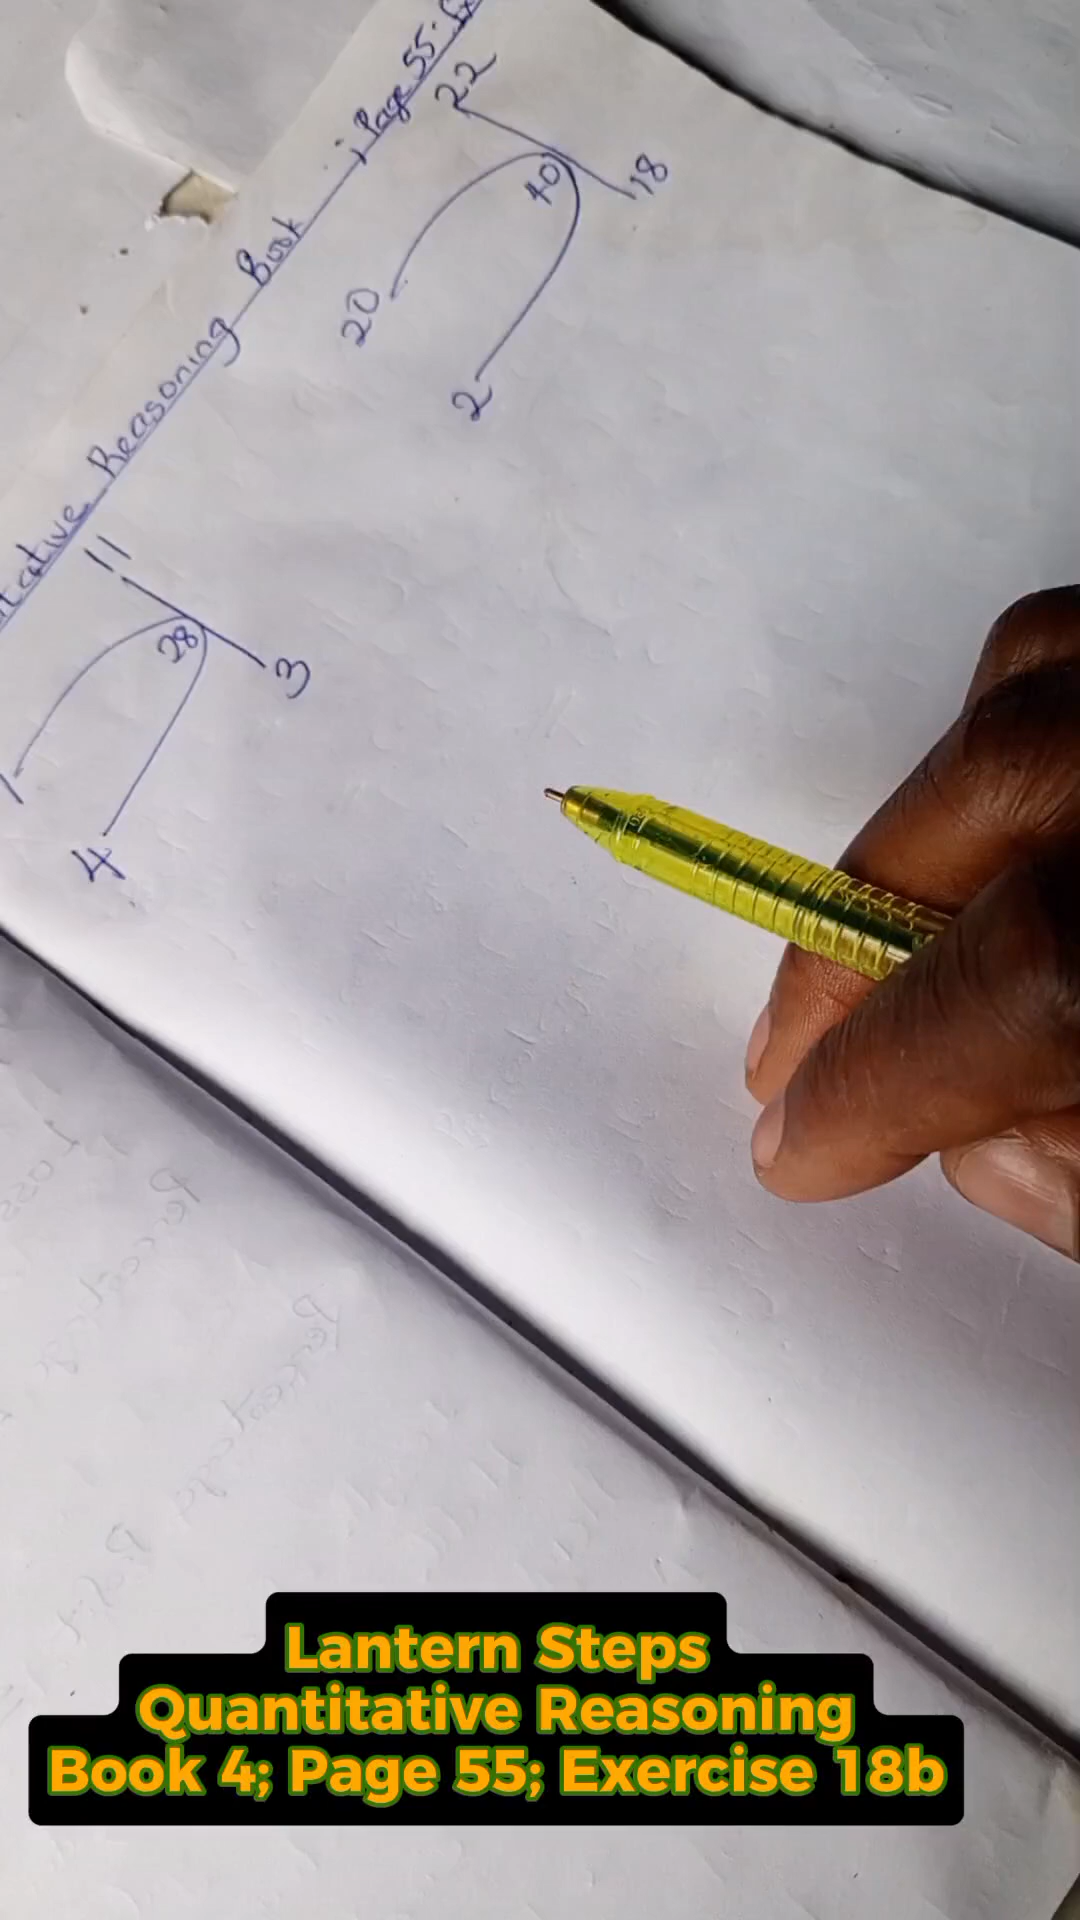 Reasoning Book ; Page 55:
22
40
18
20
2
11
28
3
4
Lantern Steps
Quantitative Reasoning
Book 4; Page 55; Exercise 18b